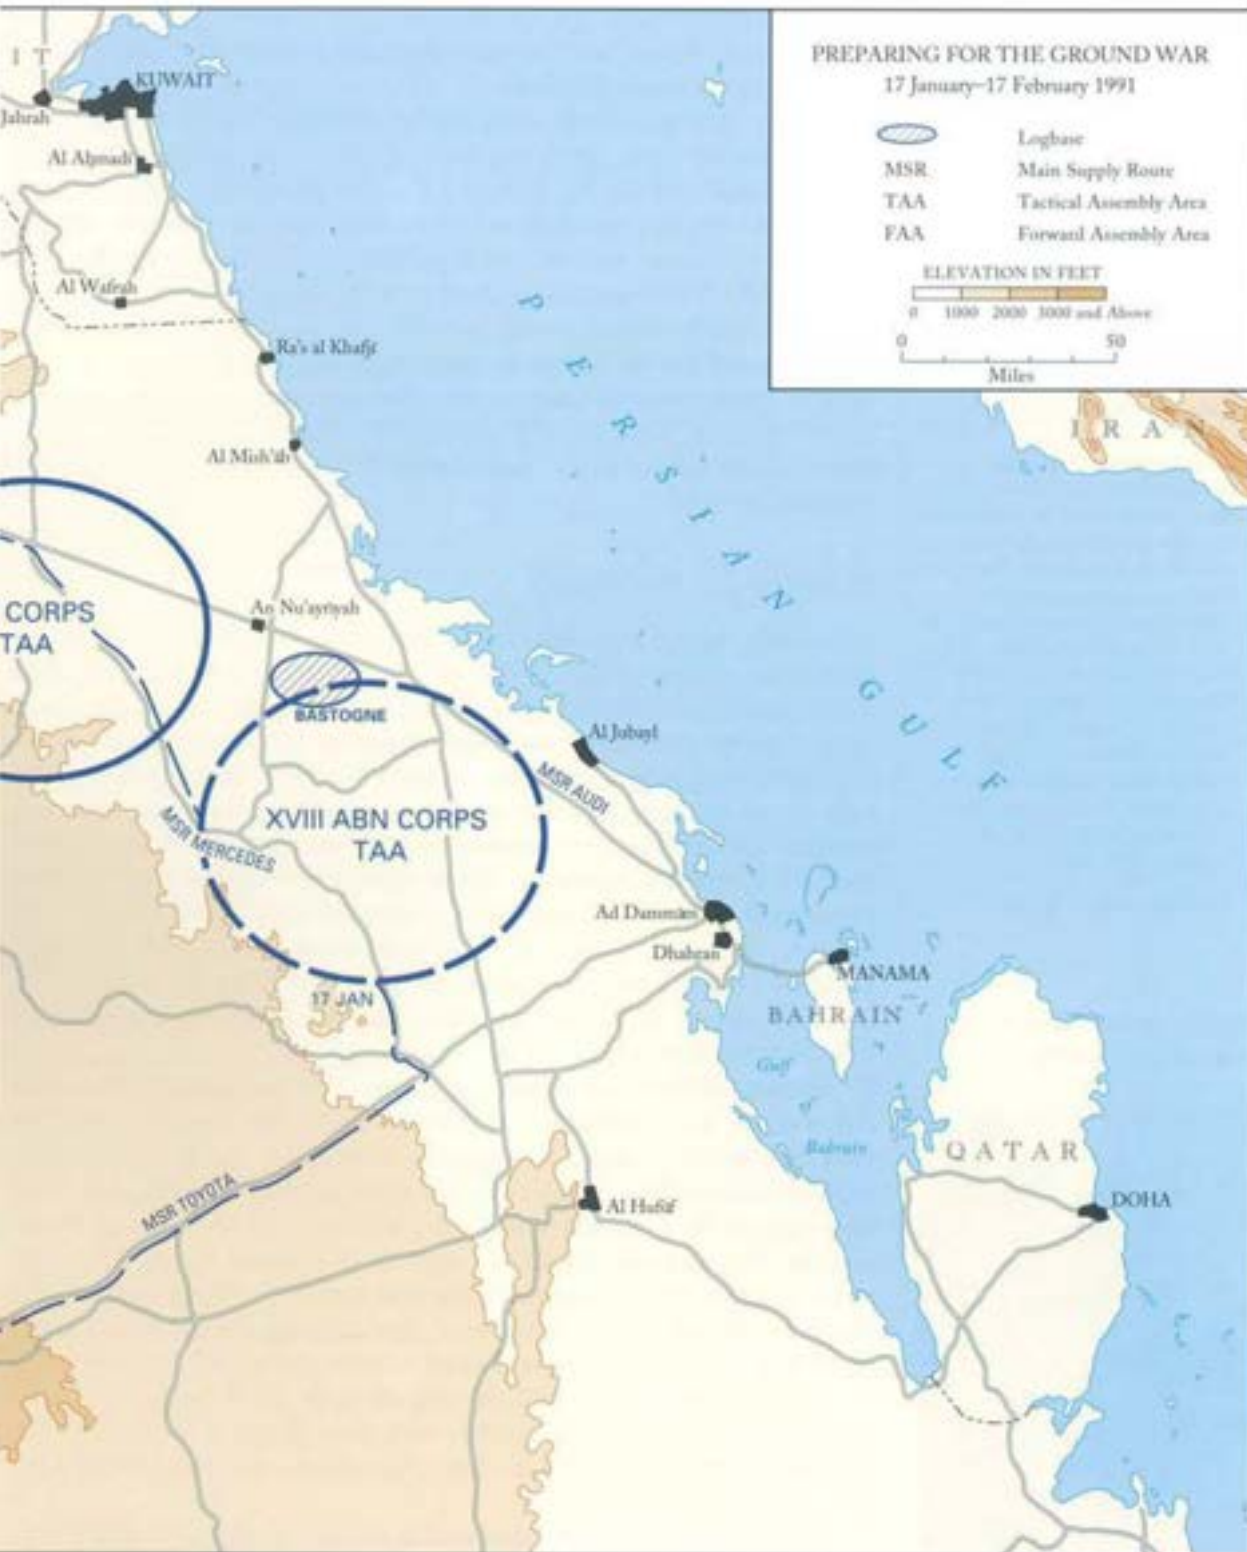 PREPARING FOR THE GROUND WAR
17 January–17 February 1991
Logbase
MSR Main Supply Route
TAA Tactical Assembly Area
FAA Forward Assembly Area
ELEVATION IN FEET
0 1000 2000 3000 and Above
0 50
Miles
I T
KUWAIT
Jahrah
Al Aḥmadi
Al Wafrah
Ra's al Khafji
Al Mish'āb
PERSIAN GULF
IRAN
CORPS
TAA
An Nu'ayriyah
BASTOGNE
Al Jubayl
MSR AUDI
XVIII ABN CORPS
TAA
MSR MERCEDES
Ad Dammām
Dhahran
MANAMA
17 JAN
BAHRAIN
Gulf
Bahrain
QATAR
DOHA
MSR TOYOTA
Al Hufūf